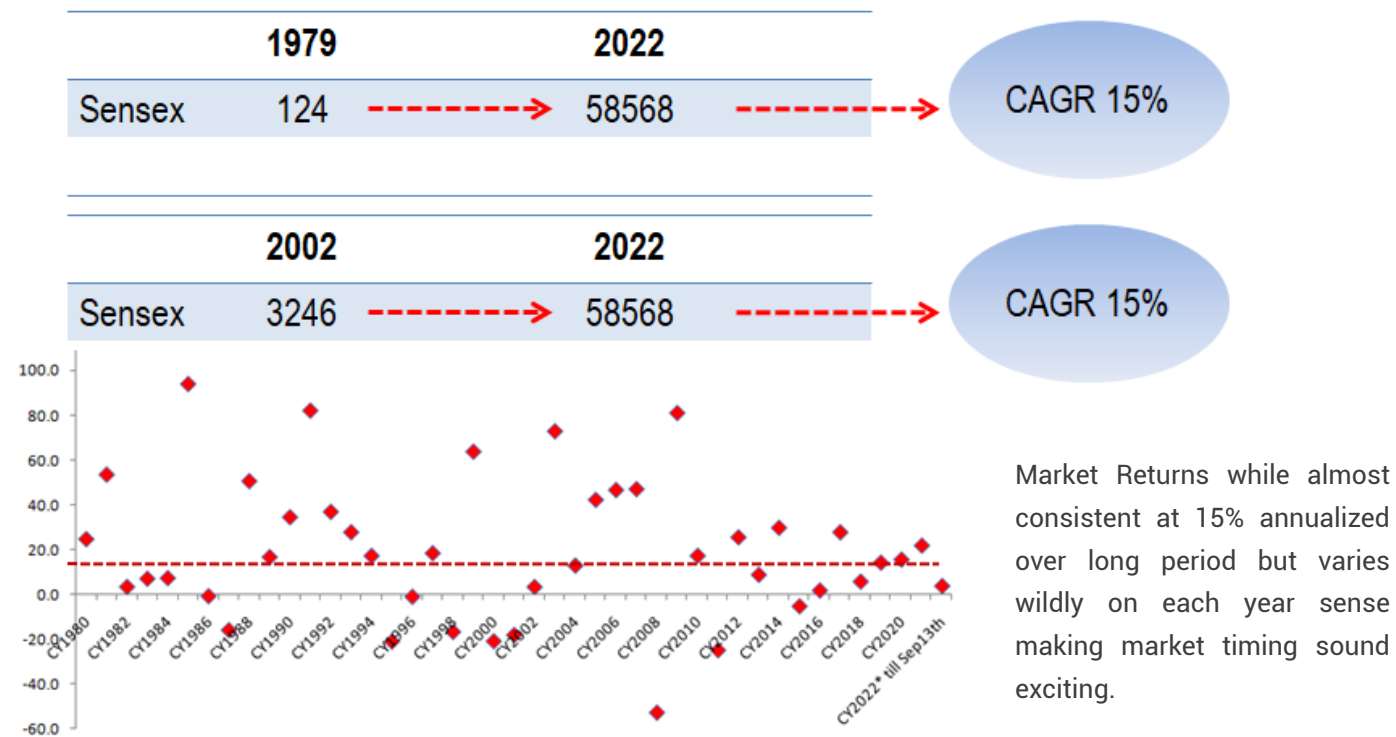 1979 2022
Sensex 124 58568 CAGR 15%
2002 2022
Sensex 3246 58568 CAGR 15%
100.0
80.0
60.0
40.0
20.0
0.0
-20.0
-40.0
-60.0
CY1980 CY1982 CY1984 CY1986 CY1988 CY1990 CY1992 CY1994 CY1996 CY1998 CY2000 CY2002 CY2004 CY2006 CY2008 CY2010 CY2012 CY2014 CY2016 CY2018 CY2020 CY2022* till Sep13th
Market Returns while almost
consistent at 15% annualized
over long period but varies
wildly on each year sense
making market timing sound
exciting.